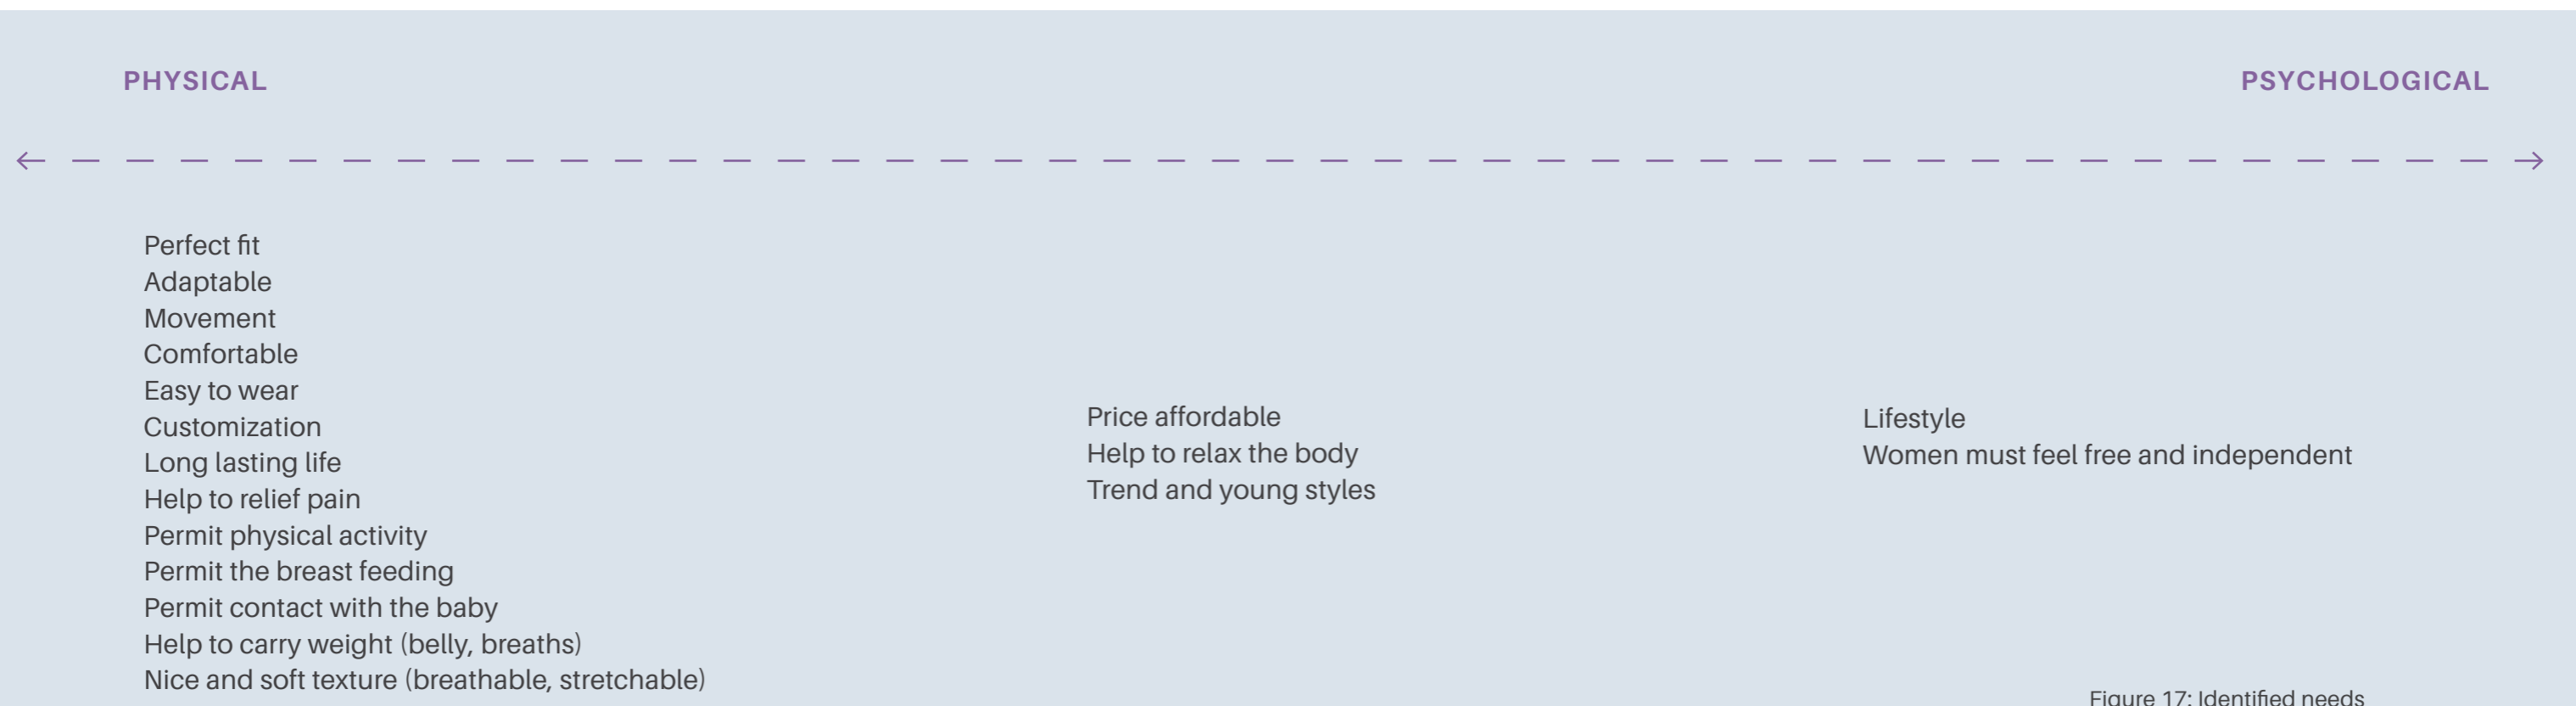 PHYSICAL
PSYCHOLOGICAL
Perfect fit
Adaptable
Movement
Comfortable
Easy to wear
Customization
Long lasting life
Help to relief pain
Permit physical activity
Permit the breast feeding
Permit contact with the baby
Help to carry weight (belly, breaths)
Nice and soft texture (breathable, stretchable)
Price affordable
Help to relax the body
Trend and young styles
Lifestyle
Women must feel free and independent
Figure 17: Identified needs